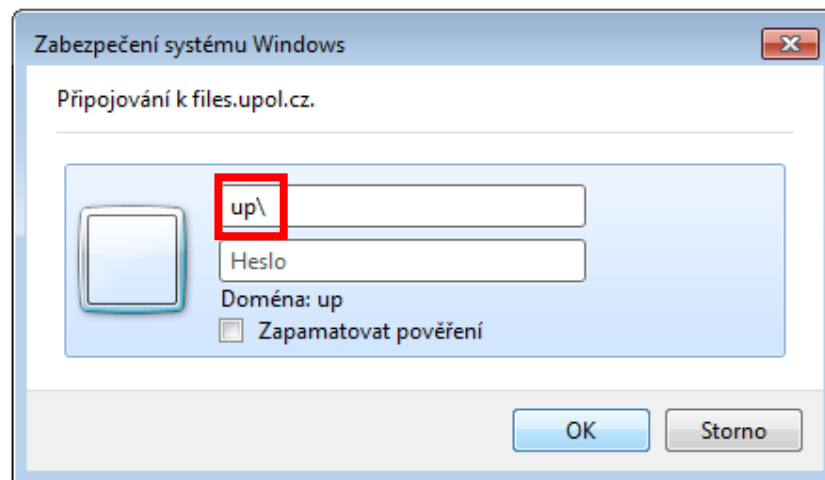 Zabezpečení systému Windows
Připojování k files.upol.cz.
up\
Heslo
Doména: up
Zapamatovat pověření
OK
Storno